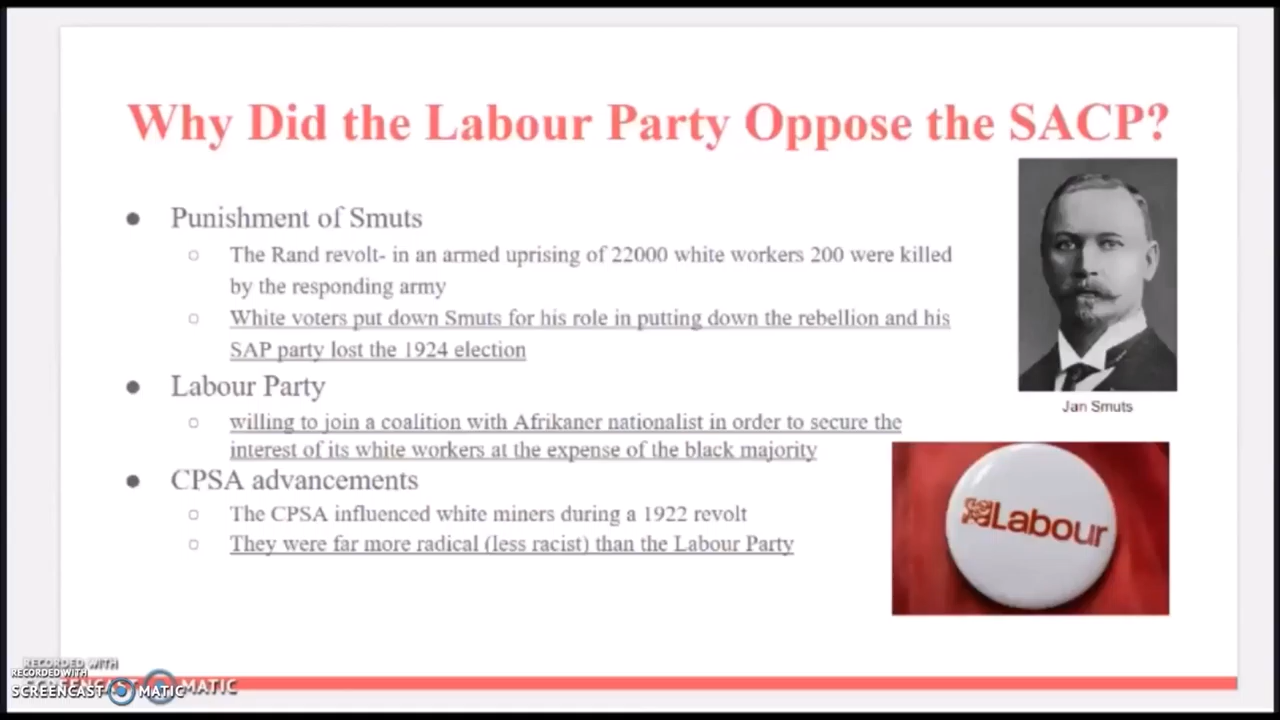 Why Did the Labour Party Oppose the SACP?
● Punishment of Smuts
○ The Rand revolt- in an armed uprising of 22000 white workers 200 were killed
by the responding army
○ White voters put down Smuts for his role in putting down the rebellion and his
SAP party lost the 1924 election
Jan Smuts
● Labour Party
○ willing to join a coalition with Afrikaner nationalist in order to secure the
interest of its white workers at the expense of the black majority
● CPSA advancements
○ The CPSA influenced white miners during a 1922 revolt
○ They were far more radical (less racist) than the Labour Party
Labour
RECORDED WITH
RECORDED WITH
SCREENCAST MATIC
SCREENCAST MATIC